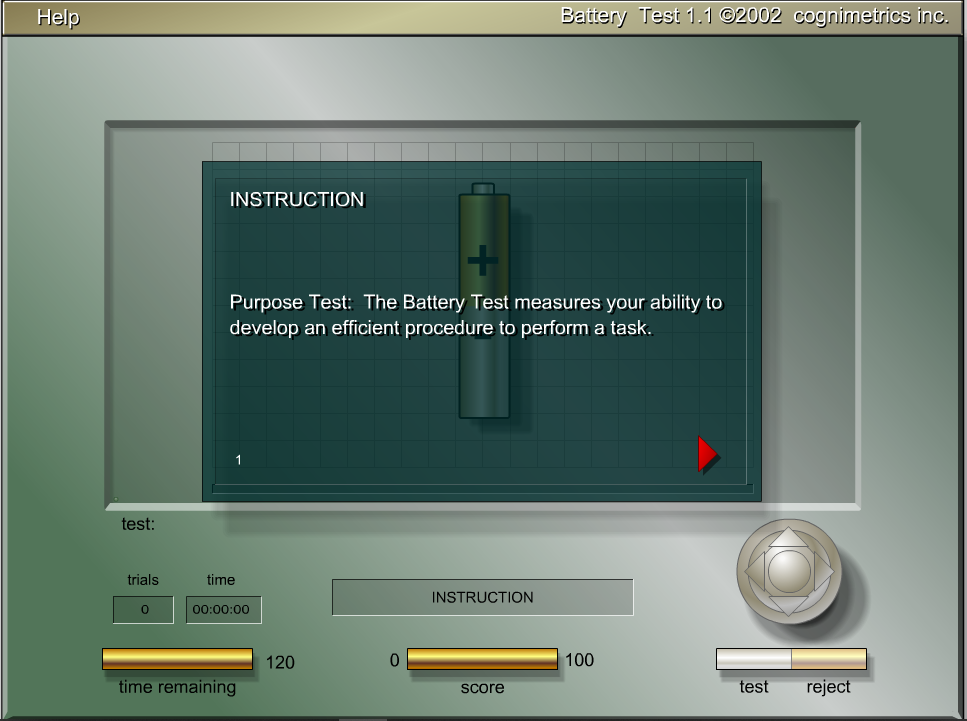 Help
Battery Test 1.1 ©2002 cognimetrics inc.
INSTRUCTION
+
Purpose Test: The Battery Test measures your ability to
develop an efficient procedure to perform a task.
-
1
test:
trials
time
0
00:00:00
INSTRUCTION
120
0
100
time remaining
score
test
reject